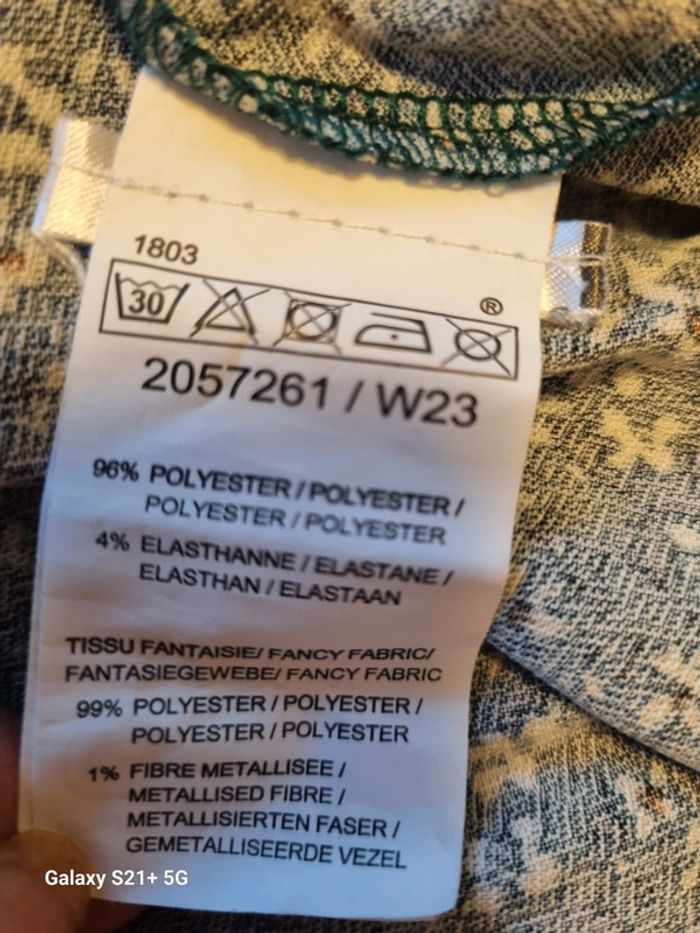 1803
®
30
2057261 / W23
96% POLYESTER / POLYESTER /
POLYESTER / POLYESTER
4% ELASTHANNE / ELASTANE /
ELASTHAN / ELASTAAN
TISSU FANTAISIE/ FANCY FABRIC/
FANTASIEGEWEBE/ FANCY FABRIC
99% POLYESTER / POLYESTER /
POLYESTER / POLYESTER
1% FIBRE METALLISEE /
METALLISED FIBRE /
METALLISIERTEN FASER /
GEMETALLISEERDE VEZEL
Galaxy S21+ 5G